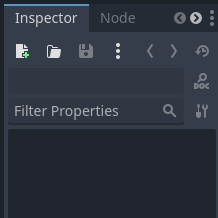 Inspector Node
DOC
Filter Properties